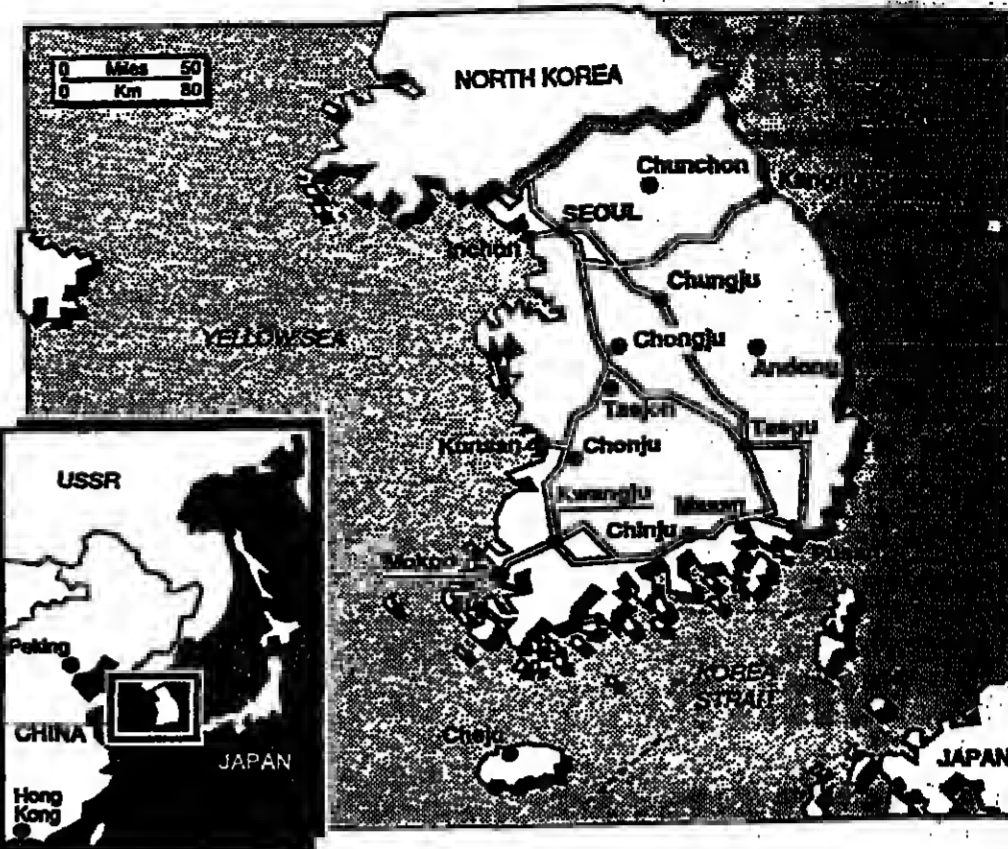 0 Miles 50
0 Km 80
NORTH KOREA
Chunchon
SEOUL
Inchon
Chungju
YELLOW SEA
Chongju
Andong
Taejon
Taegu
Kunsan
Chonju
Kwangju
Masan
Chinju
Mokpo
KOREA
STRAIT
Cheju
JAPAN
USSR
Peking
CHINA
JAPAN
Hong
Kong